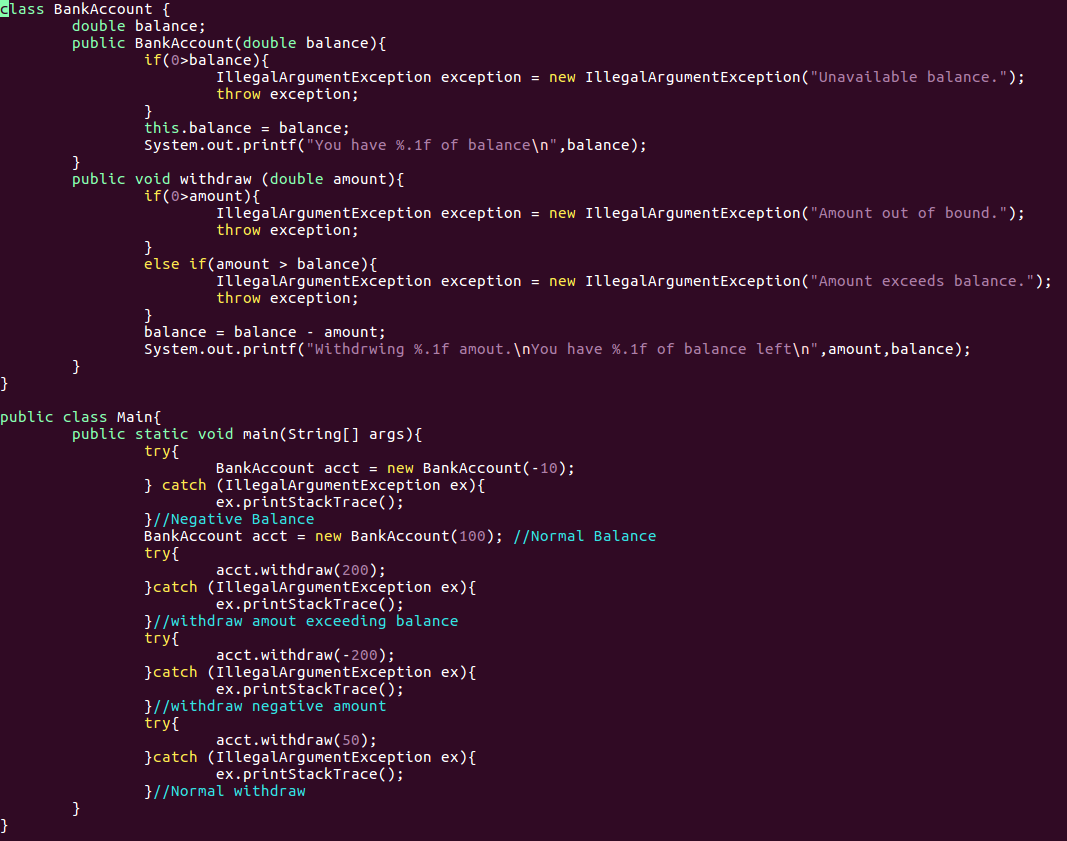 class BankAccount {
        double balance;
        public BankAccount(double balance){
                if(0>balance){
                        IllegalArgumentException exception = new IllegalArgumentException("Unavailable balance.");
                        throw exception;
                }
                this.balance = balance;
                System.out.printf("You have %.1f of balance\n",balance);
        }
        public void withdraw (double amount){
                if(0>amount){
                        IllegalArgumentException exception = new IllegalArgumentException("Amount out of bound.");
                        throw exception;
                }
                else if(amount > balance){
                        IllegalArgumentException exception = new IllegalArgumentException("Amount exceeds balance.");
                        throw exception;
                }
                balance = balance - amount;
                System.out.printf("Withdrwing %.1f amout.\nYou have %.1f of balance left\n",amount,balance);
        }
}

public class Main{
        public static void main(String[] args){
                try{
                        BankAccount acct = new BankAccount(-10);
                } catch (IllegalArgumentException ex){
                        ex.printStackTrace();
                }//Negative Balance
                BankAccount acct = new BankAccount(100); //Normal Balance
                try{
                        acct.withdraw(200);
                }catch (IllegalArgumentException ex){
                        ex.printStackTrace();
                }//withdraw amout exceeding balance
                try{
                        acct.withdraw(-200);
                }catch (IllegalArgumentException ex){
                        ex.printStackTrace();
                }//withdraw negative amount
                try{
                        acct.withdraw(50);
                }catch (IllegalArgumentException ex){
                        ex.printStackTrace();
                }//Normal withdraw
        }
}